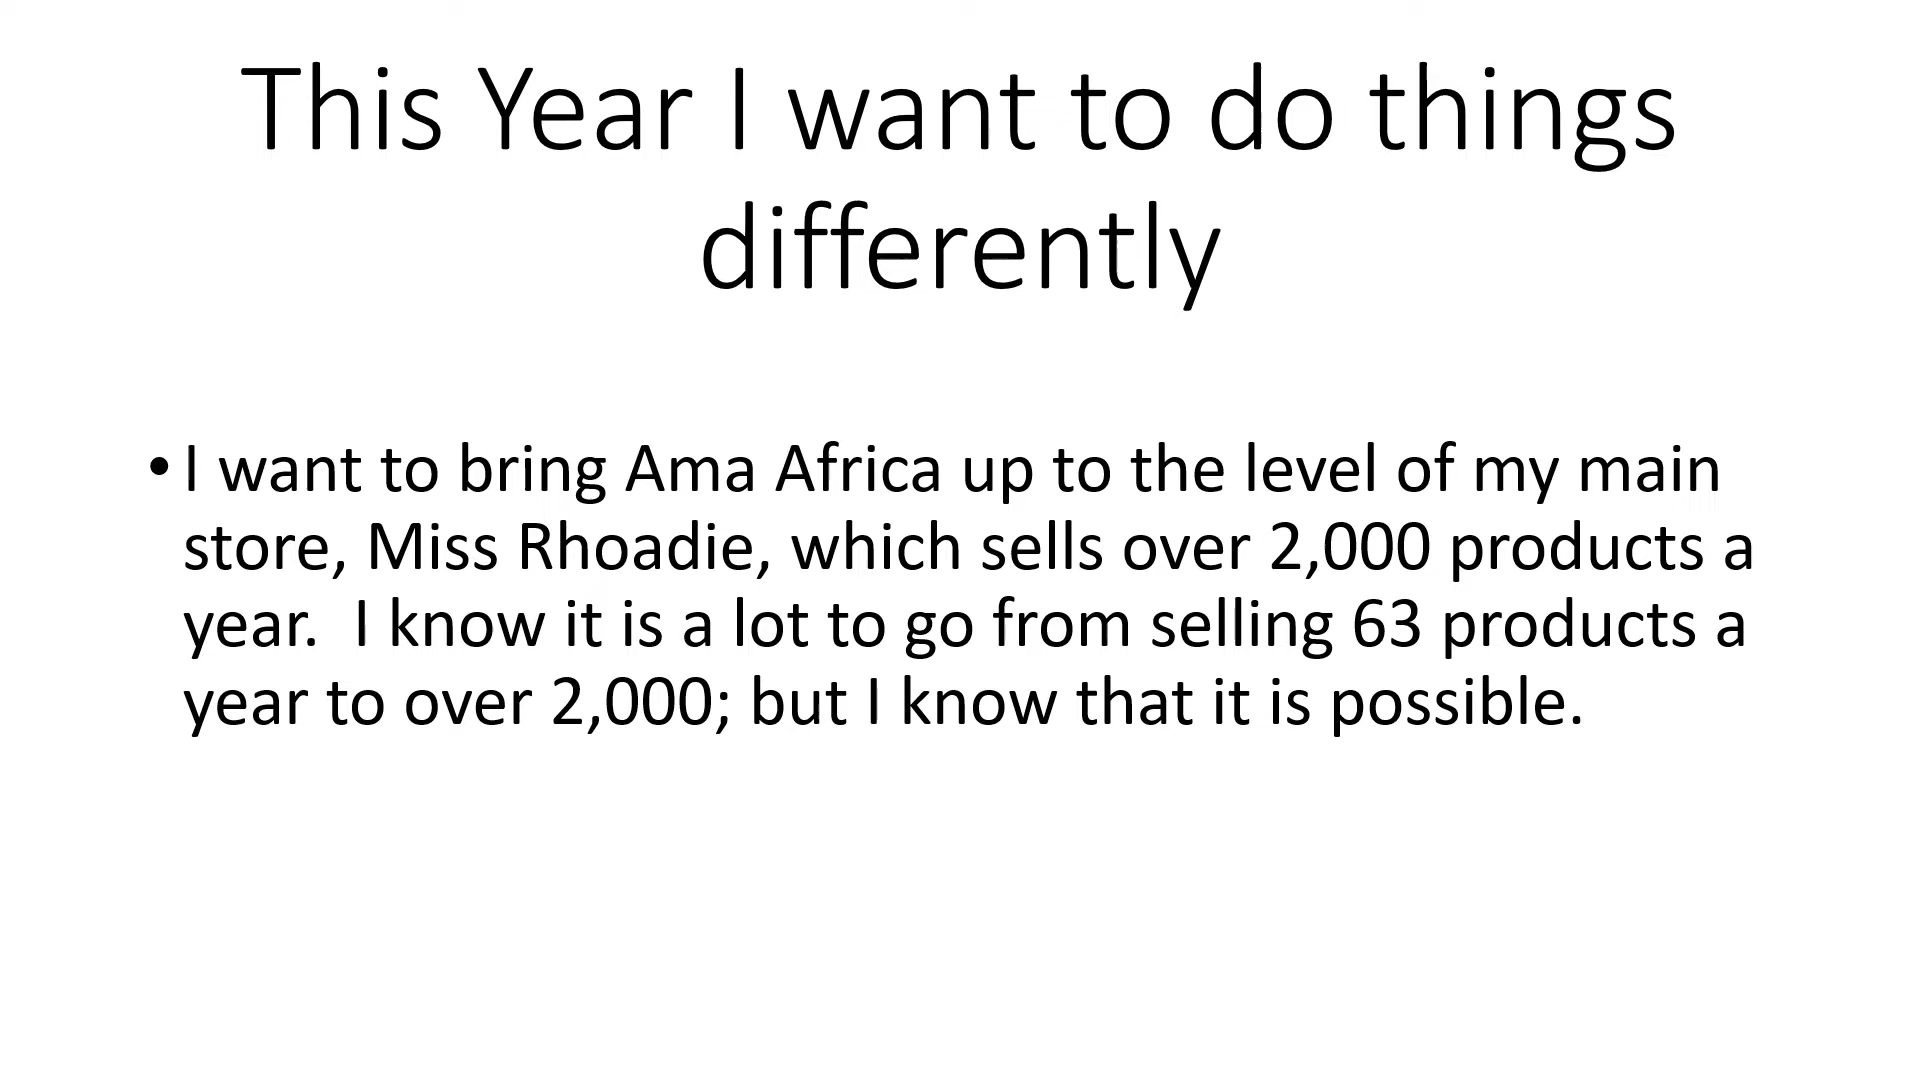 This Year I want to do things
differently
• I want to bring Ama Africa up to the level of my main
store, Miss Rhoadie, which sells over 2,000 products a
year.  I know it is a lot to go from selling 63 products a
year to over 2,000; but I know that it is possible.